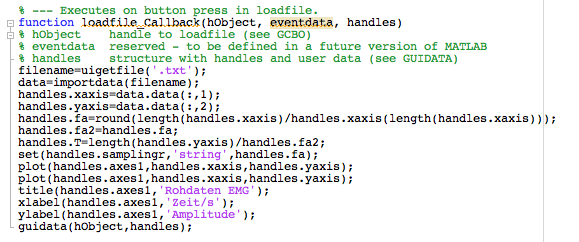 % --- Executes on button press in loadfile.
function loadfile_Callback(hObject, eventdata, handles)
% hObject    handle to loadfile (see GCBO)
% eventdata  reserved - to be defined in a future version of MATLAB
% handles    structure with handles and user data (see GUIDATA)
filename=uigetfile('.txt');
data=importdata(filename);
handles.xaxis=data.data(:,1);
handles.yaxis=data.data(:,2);
handles.fa=round(length(handles.xaxis)/handles.xaxis(length(handles.xaxis)));
handles.fa2=handles.fa;
handles.T=length(handles.yaxis)/handles.fa2;
set(handles.samplingr,'string',handles.fa);
plot(handles.axes1,handles.xaxis,handles.yaxis);
plot(handles.axes1,handles.xaxis,handles.yaxis);
title(handles.axes1,'Rohdaten EMG');
xlabel(handles.axes1,'Zeit/s');
ylabel(handles.axes1,'Amplitude');
guidata(hObject,handles);